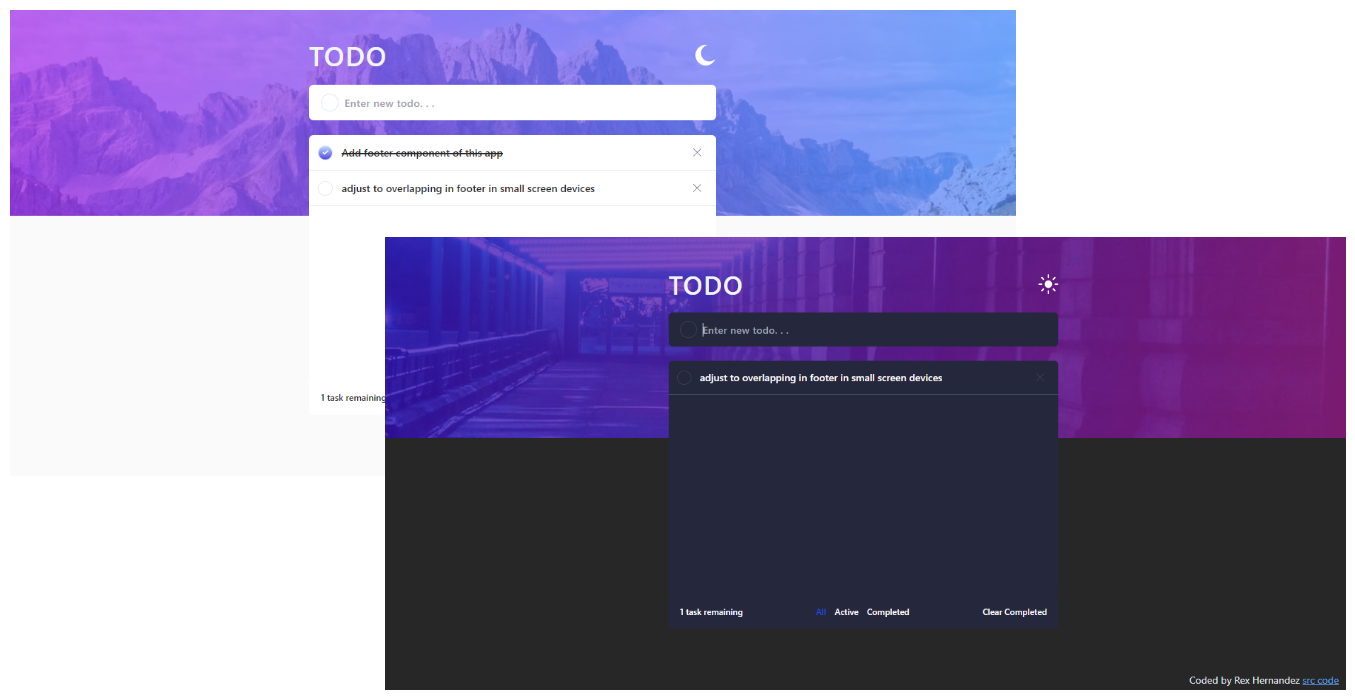 TODO
Enter new todo. . .
Add footer component of this app
adjust to overlapping in footer in small screen devices
1 task remaining
TODO
Enter new todo. . .
adjust to overlapping in footer in small screen devices
1 task remaining All Active Completed Clear Completed
Coded by Rex Hernandez src code